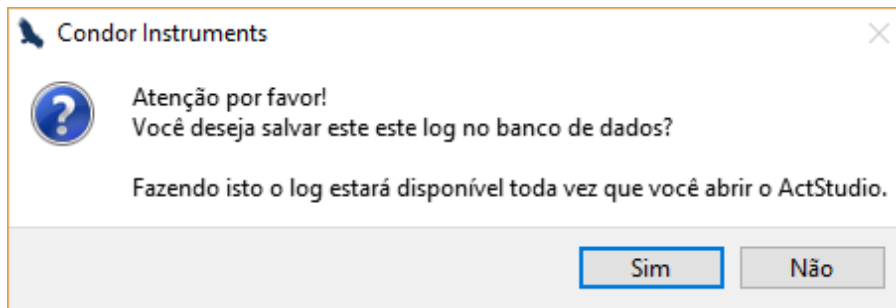 Condor Instruments
Atenção por favor!
Você deseja salvar este este log no banco de dados?
Fazendo isto o log estará disponível toda vez que você abrir o ActStudio.
Sim
Não